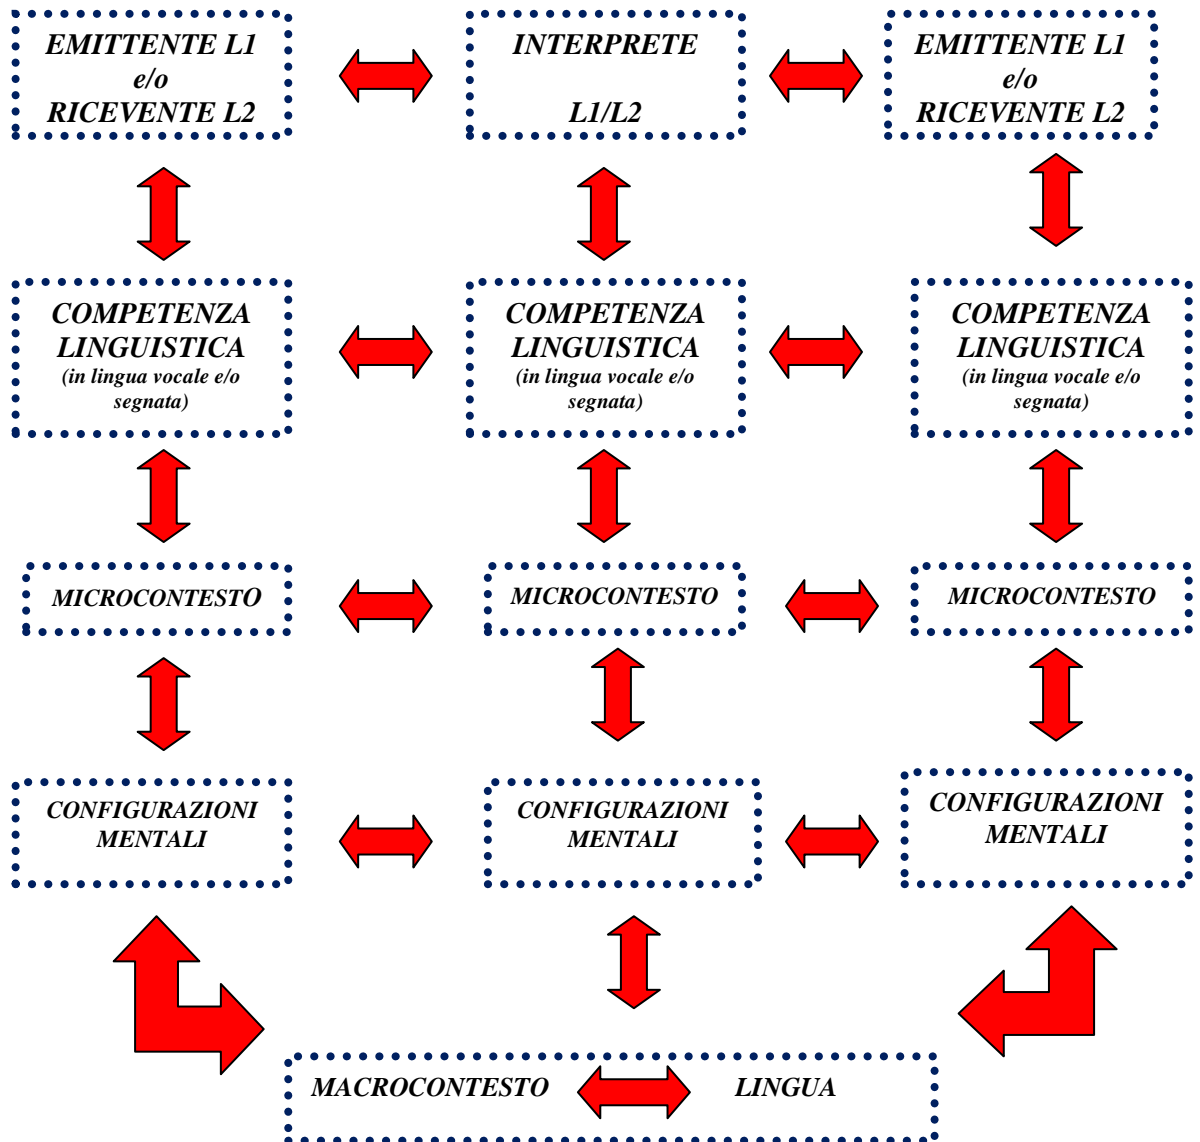 EMITTENTE L1
e/o
RICEVENTE L2
INTERPRETE
L1/L2
EMITTENTE L1
e/o
RICEVENTE L2
COMPETENZA
LINGUISTICA
(in lingua vocale e/o
segnata)
COMPETENZA
LINGUISTICA
(in lingua vocale e/o
segnata)
COMPETENZA
LINGUISTICA
(in lingua vocale e/o
segnata)
MICROCONTESTO
MICROCONTESTO
MICROCONTESTO
CONFIGURAZIONI
MENTALI
CONFIGURAZIONI
MENTALI
CONFIGURAZIONI
MENTALI
MACROCONTESTO
LINGUA